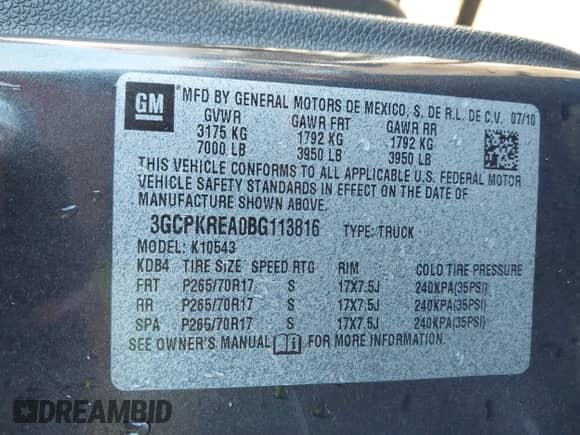 GM MFD BY GENERAL MOTORS DE MEXICO, S. DE R.L. DE C.V. 07/10
GVWR GAWR FRT GAWR RR
3175 KG 1792 KG 1792 KG
7000 LB 3950 LB 3950 LB
THIS VEHICLE CONFORMS TO ALL APPLICABLE U.S. FEDERAL MOTOR
VEHICLE SAFETY STANDARDS IN EFFECT ON THE DATE OF
MANUFACTURE SHOWN ABOVE.
3GCPKREA0BG113816 TYPE: TRUCK
MODEL: K10543
KDB4 TIRE SIZE SPEED RTG RIM COLD TIRE PRESSURE
FRT P265/70R17 S 17X7.5J 240KPA(35PSI)
RR P265/70R17 S 17X7.5J 240KPA(35PSI)
SPA P265/70R17 S 17X7.5J 240KPA(35PSI)
SEE OWNER'S MANUAL FOR MORE INFORMATION.
DREAMBID